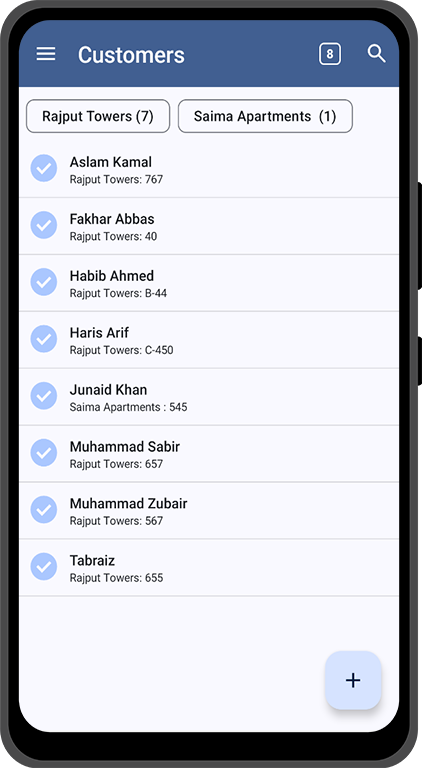 Customers 8
Rajput Towers (7) Saima Apartments (1)
Aslam Kamal
Rajput Towers: 767
Fakhar Abbas
Rajput Towers: 40
Habib Ahmed
Rajput Towers: B-44
Haris Arif
Rajput Towers: C-450
Junaid Khan
Saima Apartments : 545
Muhammad Sabir
Rajput Towers: 657
Muhammad Zubair
Rajput Towers: 567
Tabraiz
Rajput Towers: 655
+